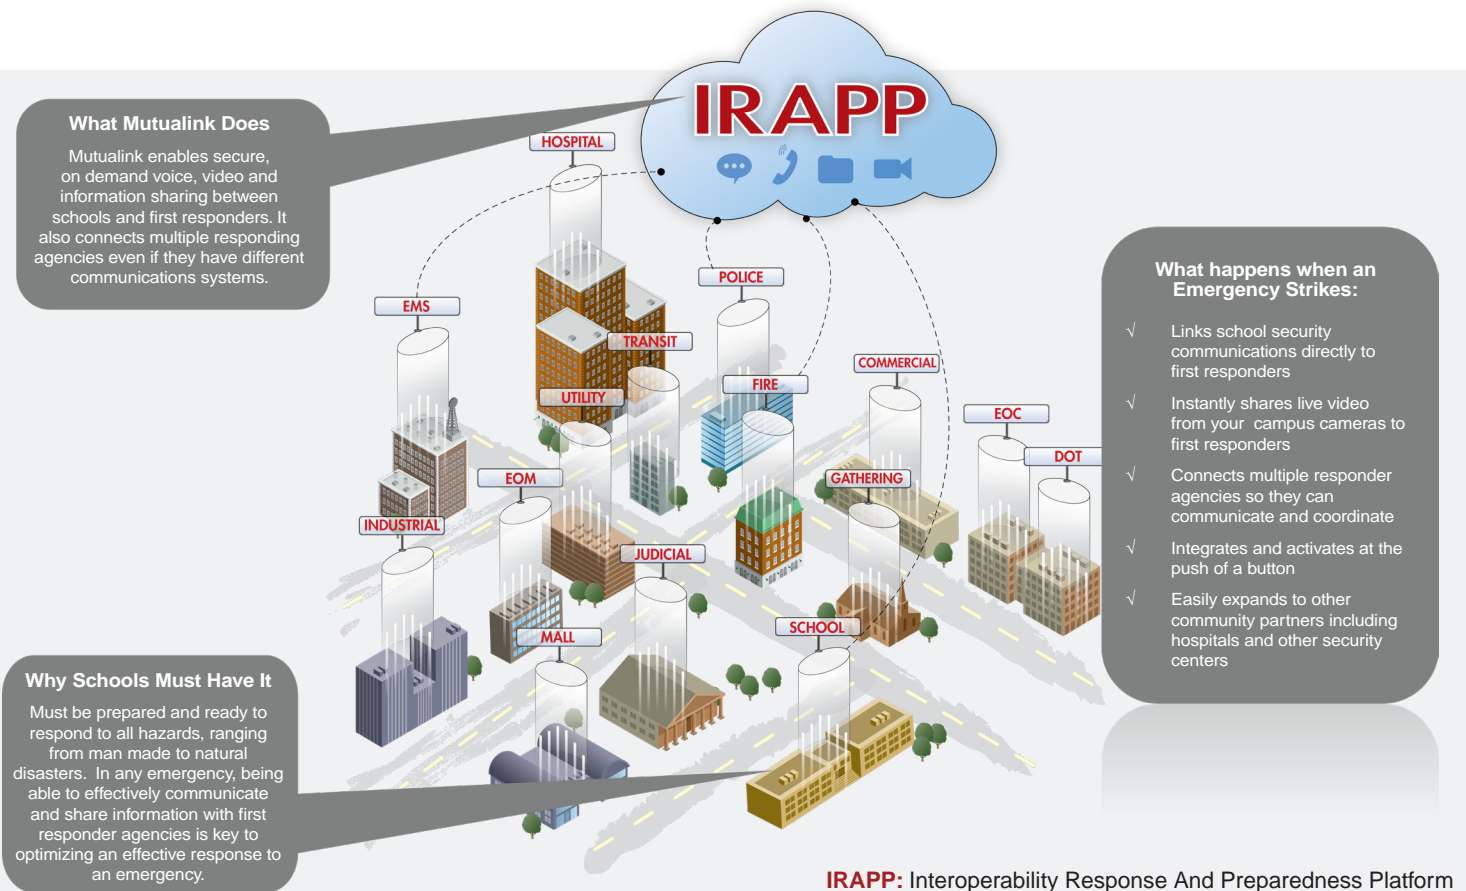 IRAPP
What Mutualink Does
Mutualink enables secure,
on demand voice, video and
information sharing between
schools and first responders. It
also connects multiple responding
agencies even if they have different
communications systems.
HOSPITAL
POLICE
EMS
TRANSIT
COMMERCIAL
FIRE
UTILITY
EOC
DOT
EOM
GATHERING
INDUSTRIAL
JUDICIAL
SCHOOL
MALL
What happens when an
Emergency Strikes:
√ Links school security
communications directly to
first responders
√ Instantly shares live video
from your campus cameras to
first responders
√ Connects multiple responder
agencies so they can
communicate and coordinate
√ Integrates and activates at the
push of a button
√ Easily expands to other
community partners including
hospitals and other security
centers
Why Schools Must Have It
Must be prepared and ready to
respond to all hazards, ranging
from man made to natural
disasters. In any emergency, being
able to effectively communicate
and share information with first
responder agencies is key to
optimizing an effective response to
an emergency.
IRAPP: Interoperability Response And Preparedness Platform